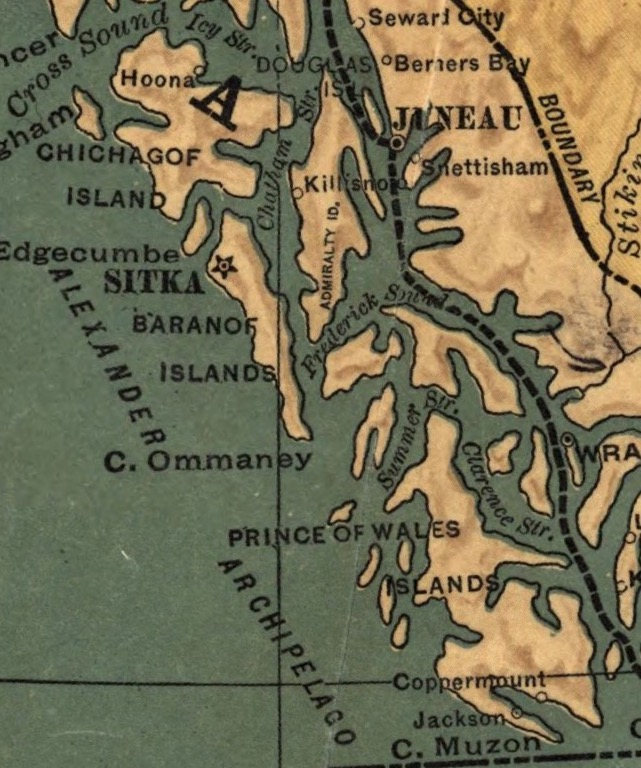 Seward City
Cross Sound
Icy Str.
DOUGLAS
IS.
Berners Bay
Hoona
A
JUNEAU
BOUNDARY
CHICHAGOF
ISLAND
Chatham Str.
Snettisham
Killisnoo
ADMIRALTY ID.
Edgecumbe
SITKA
ALEXANDER
BARANOF
ISLANDS
Frederick Sound
C. Ommaney
Summer Str.
Clarence Str.
WRA
PRINCE OF WALES
ISLANDS
ARCHIPELAGO
Coppermount
Jackson
C. Muzon